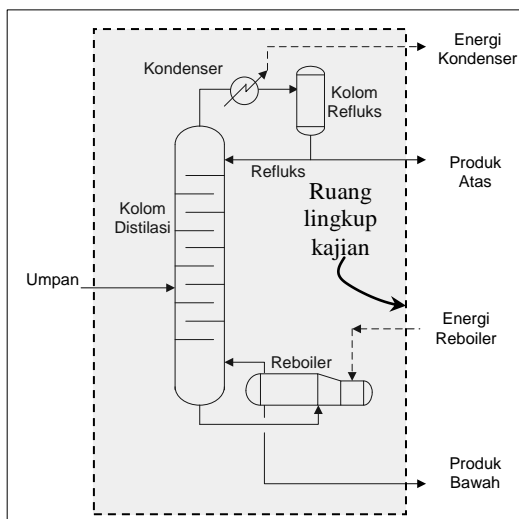 Energi
Kondenser
Kondenser
Kolom
Refluks
Produk
Atas
Refluks
Ruang
lingkup
kajian
Kolom
Distilasi
Umpan
Energi
Reboiler
Reboiler
Produk
Bawah